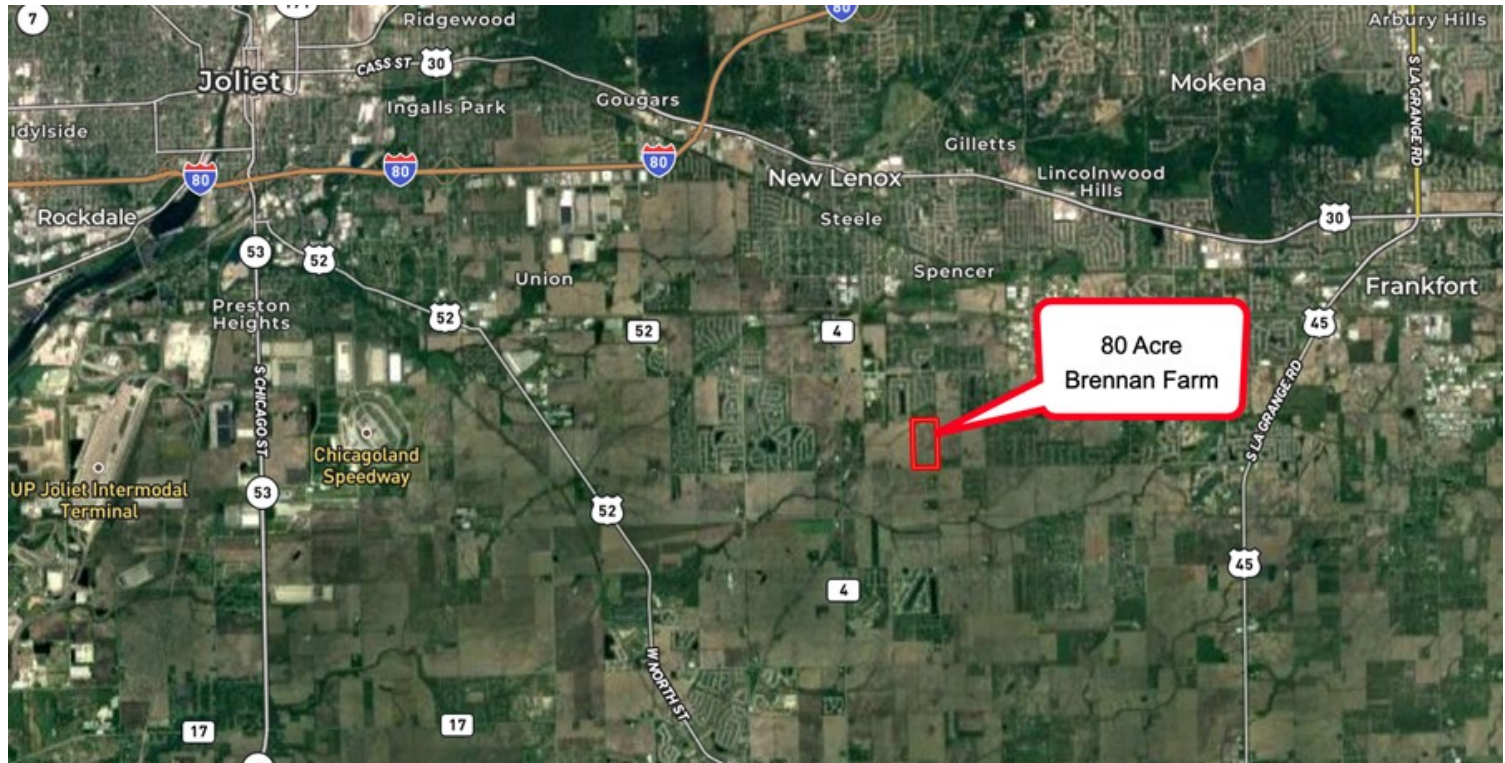 7
171
80
Ridgewood
Arbury Hills
Joliet
CASS ST
30
Mokena
S LA GRANGE RD
Ingalls Park
Gougars
Idylside
Gilletts
80
80
80
New Lenox
Lincolnwood
Hills
Rockdale
Steele
30
53
52
Union
Spencer
Frankfort
Preston
Heights
52
52
4
45
80 Acre
Brennan Farm
S CHICAGO ST
S LA GRANGE RD
Chicagoland
Speedway
UP Joliet Intermodal
Terminal
53
52
45
4
W NORTH ST
17
17